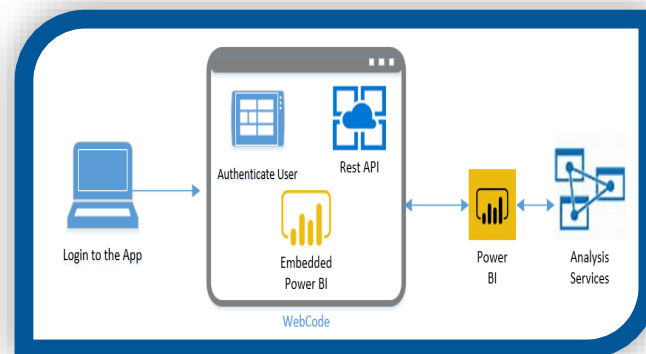 Login to the App
Authenticate User
Rest API
Embedded
Power BI
WebCode
Power
BI
Analysis
Services